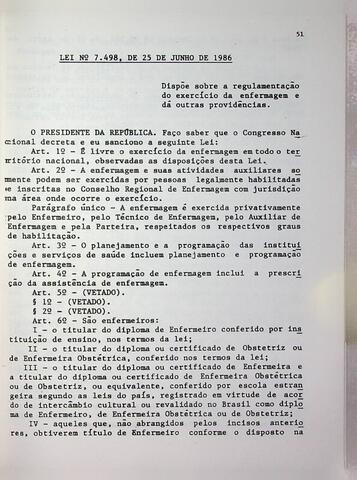 51
LEI Nº 7.498, DE 25 DE JUNHO DE 1986
Dispõe sobre a regulamentação
do exercício da enfermagem e
dá outras providências.
O PRESIDENTE DA REPÚBLICA. Faço saber que o Congresso Na
cional decreta e eu sanciono a seguinte Lei:
Art. 1º - É livre o exercício da enfermagem em todo o ter
ritório nacional, observadas as disposições desta Lei.
Art. 2º - A enfermagem e suas atividades auxiliares so
mente podem ser exercidas por pessoas legalmente habilitadas
e inscritas no Conselho Regional de Enfermagem com jurisdição
na área onde ocorre o exercício.
Parágrafo único - A enfermagem é exercida privativamente
pelo Enfermeiro, pelo Técnico de Enfermagem, pelo Auxiliar de
Enfermagem e pela Parteira, respeitados os respectivos graus
de habilitação.
Art. 3º - O planejamento e a programação das institui
ções e serviços de saúde incluem planejamento e programação
de enfermagem.
Art. 4º - A programação de enfermagem inclui a prescri
ção da assistência de enfermagem.
Art. 5º - (VETADO).
§ 1º - (VETADO).
§ 2º - (VETADO).
Art. 6º - São enfermeiros:
I - o titular do diploma de Enfermeiro conferido por ins
tituição de ensino, nos termos da lei;
II - o titular do diploma ou certificado de Obstetriz ou
de Enfermeira Obstétrica, conferido nos termos da lei;
III - o titular do diploma ou certificado de Enfermeira e
a titular do diploma ou certificado de Enfermeira Obstétrica
ou de Obstetriz, ou equivalente, conferido por escola estran
geira segundo as leis do país, registrado em virtude de acor
do de intercâmbio cultural ou revalidado no Brasil como diplo
ma de Enfermeiro, de Enfermeira Obstétrica ou de Obstetriz;
IV - aqueles que, não abrangidos pelos incisos anterio
res, obtiverem título de Enfermeiro conforme o disposto na